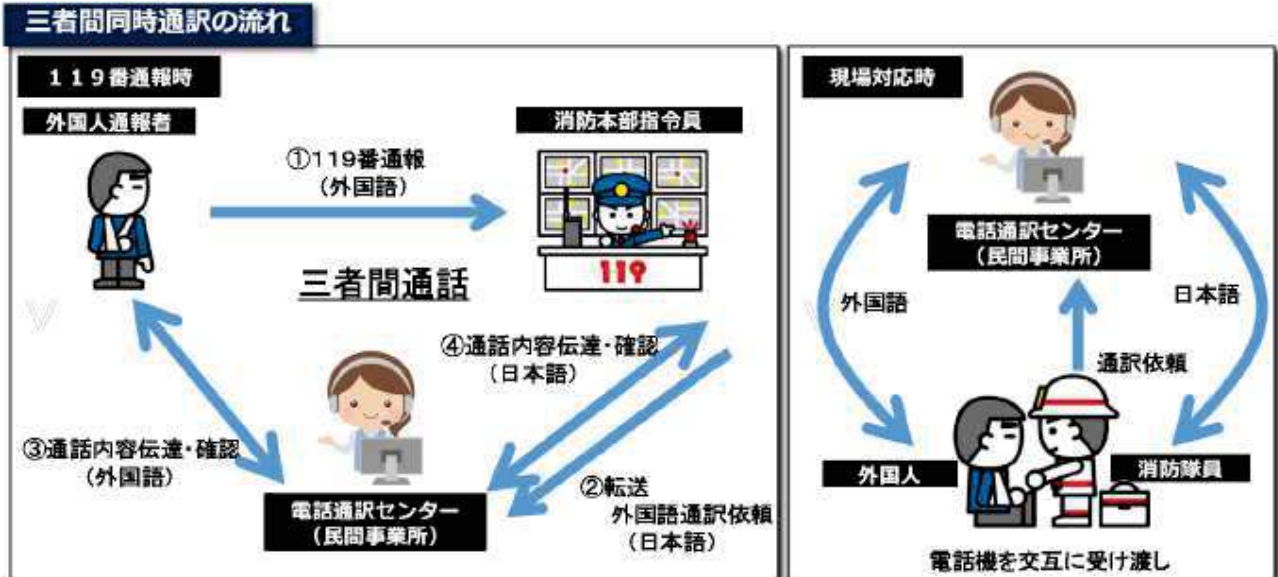 三者間同時通訳の流れ
119番通報時
外国人通報者
消防本部指令員
①119番通報
(外国語)
119
三者間通話
④通話内容伝達・確認
(日本語)
③通話内容伝達・確認
(外国語)
②転送
外国語通訳依頼
(日本語)
電話通訳センター
(民間事業所)
現場対応時
電話通訳センター
(民間事業所)
外国語
日本語
通訳依頼
外国人
消防隊員
電話機を交互に受け渡し